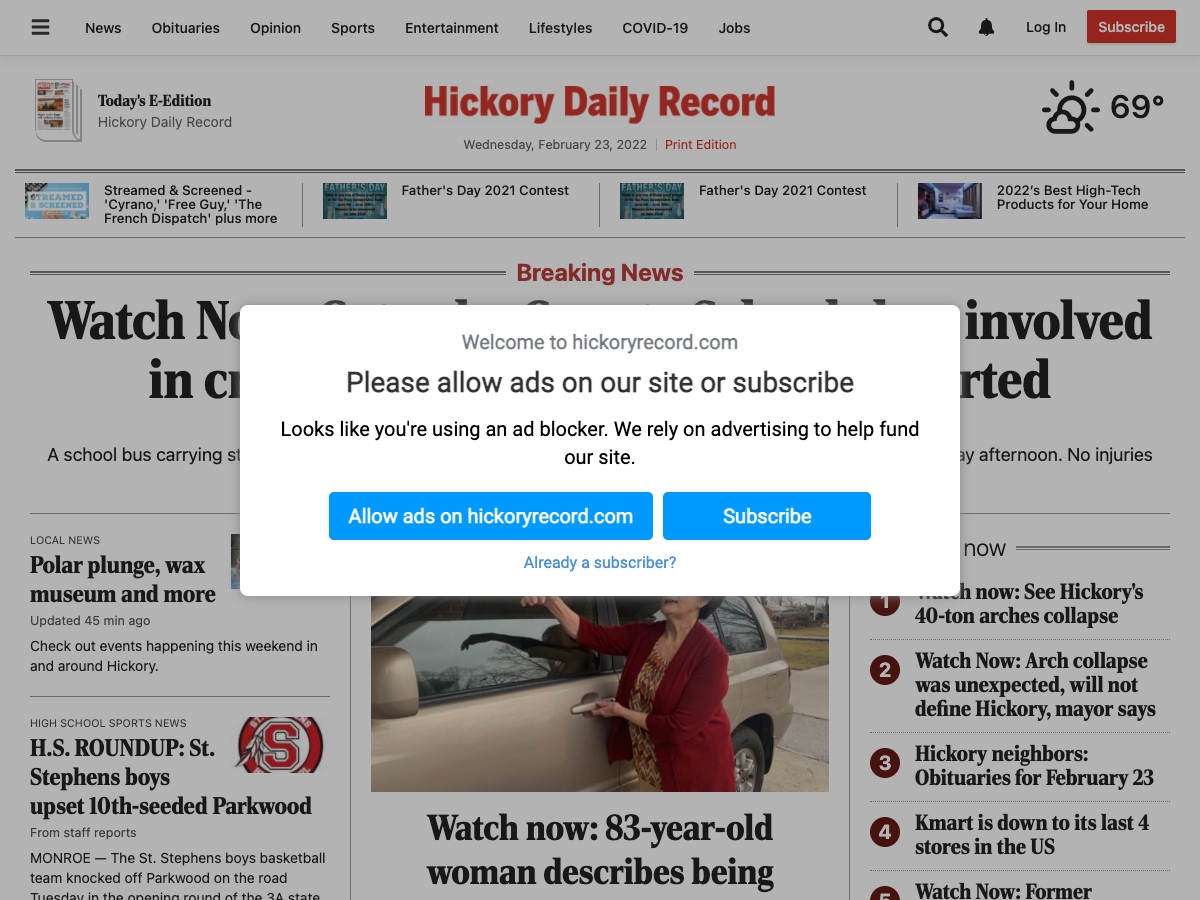 News Obituaries Opinion Sports Entertainment Lifestyles COVID-19 Jobs Log In Subscribe
Today's E-Edition
Hickory Daily Record
Hickory Daily Record
Wednesday, February 23, 2022 | Print Edition
69°
Streamed & Screened -
'Cyrano,' 'Free Guy,' 'The
French Dispatch' plus more
STREAMED
& SCREENED
FATHER'S DAY
Father's Day 2021 Contest
FATHER'S DAY
Father's Day 2021 Contest
2022's Best High-Tech
Products for Your Home
Breaking News
Watch
involved
in
A school bus carrying
afternoon. No injuries
Welcome to hickoryrecord.com
Please allow ads on our site or subscribe
Looks like you're using an ad blocker. We rely on advertising to help fund
our site.
Allow ads on hickoryrecord.com
Subscribe
Already a subscriber?
LOCAL NEWS
Polar plunge, wax
museum and more
Updated 45 min ago
Check out events happening this weekend in
and around Hickory.
HIGH SCHOOL SPORTS NEWS
H.S. ROUNDUP: St.
Stephens boys
upset 10th-seeded Parkwood
From staff reports
MONROE — The St. Stephens boys basketball
team knocked off Parkwood on the road
Tuesday in the opening round of the 3A state
S
Watch now: 83-year-old
woman describes being
now
1
now: See Hickory's
40-ton arches collapse
2
Watch Now: Arch collapse
was unexpected, will not
define Hickory, mayor says
3
Hickory neighbors:
Obituaries for February 23
4
Kmart is down to its last 4
stores in the US
5
Watch Now: Former